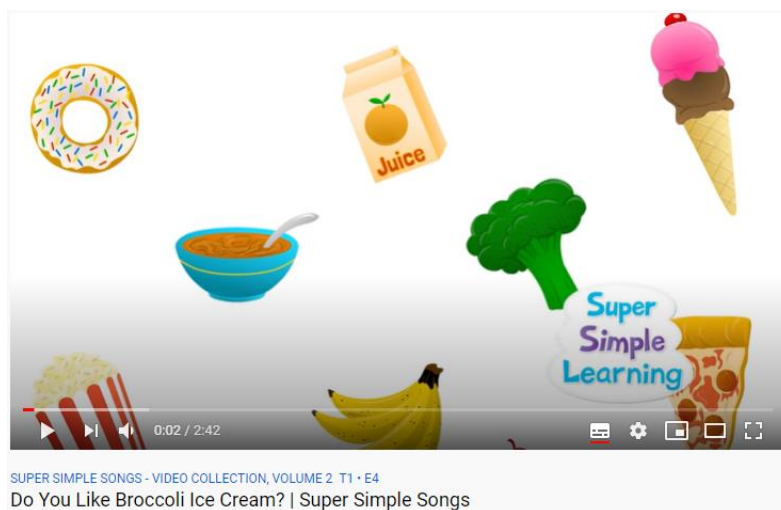 Juice
Super
Simple
Learning
0:02 / 2:42
SUPER SIMPLE SONGS - VIDEO COLLECTION, VOLUME 2 T1 • E4
Do You Like Broccoli Ice Cream? | Super Simple Songs